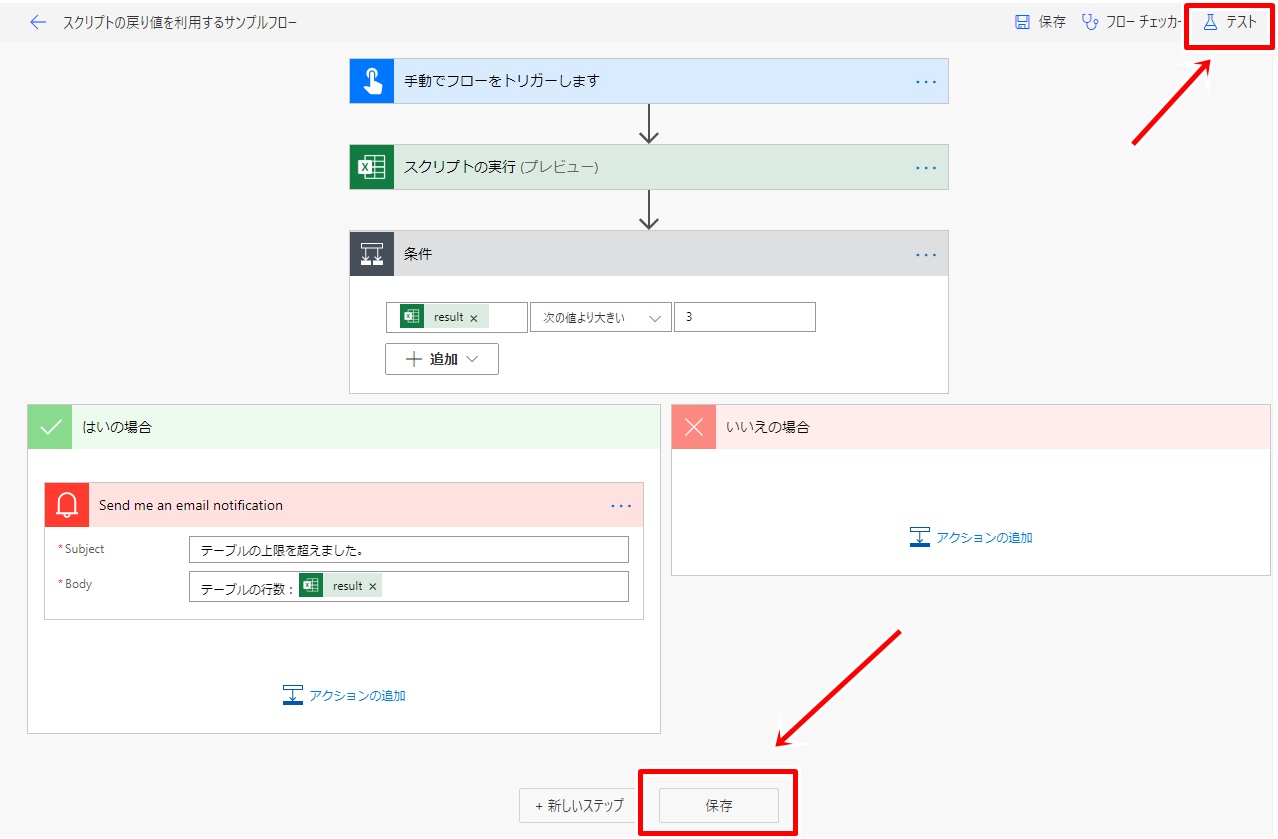 スクリプトの戻り値を利用するサンプルフロー
保存 フロー チェッカー テスト
手動でフローをトリガーします
スクリプトの実行 (プレビュー)
条件
result × 次の値より大きい 3
+ 追加
はいの場合 いいえの場合
Send me an email notification
アクションの追加
*Subject テーブルの上限を超えました。
*Body テーブルの行数： result ×
アクションの追加
+ 新しいステップ 保存